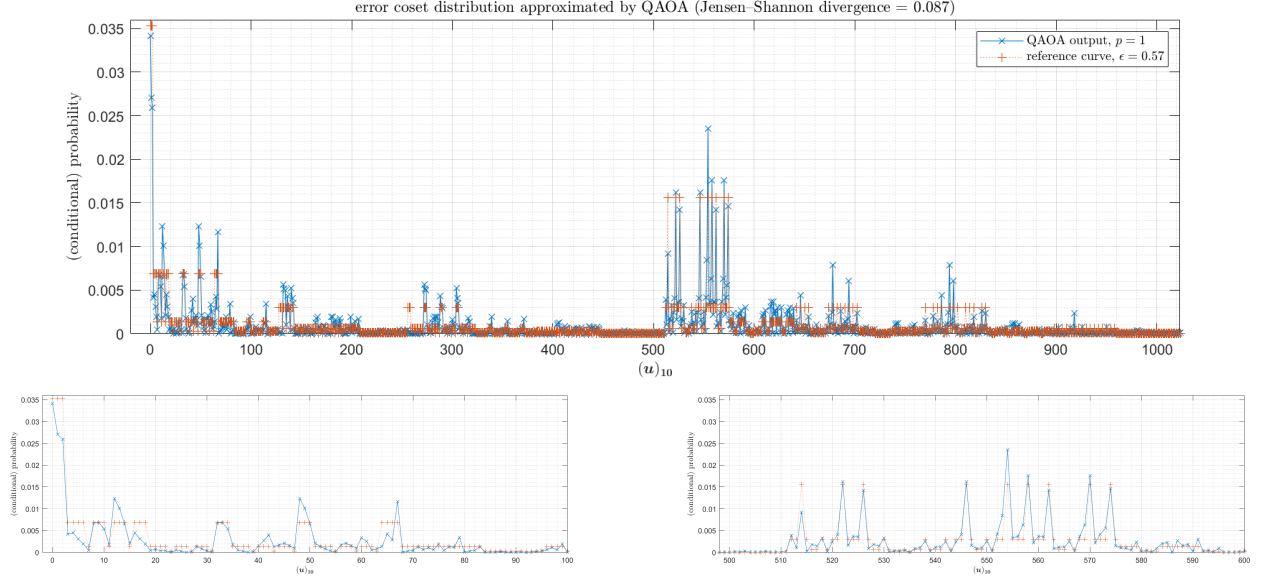 error coset distribution approximated by QAOA (Jensen–Shannon divergence = 0.087)
0.035
0.03
0.025
0.02
0.015
0.01
0.005
0
(conditional) probability
QAOA output, p = 1
reference curve, ϵ = 0.57
0 100 200 300 400 500 600 700 800 900 1000
(u)₁₀
0.035
0.03
0.025
0.02
0.015
0.01
0.005
0
(conditional) probability
0 10 20 30 40 50 60 70 80 90 100
(u)₁₀
0.035
0.03
0.025
0.02
0.015
0.01
0.005
0
(conditional) probability
500 510 520 530 540 550 560 570 580 590 600
(u)₁₀